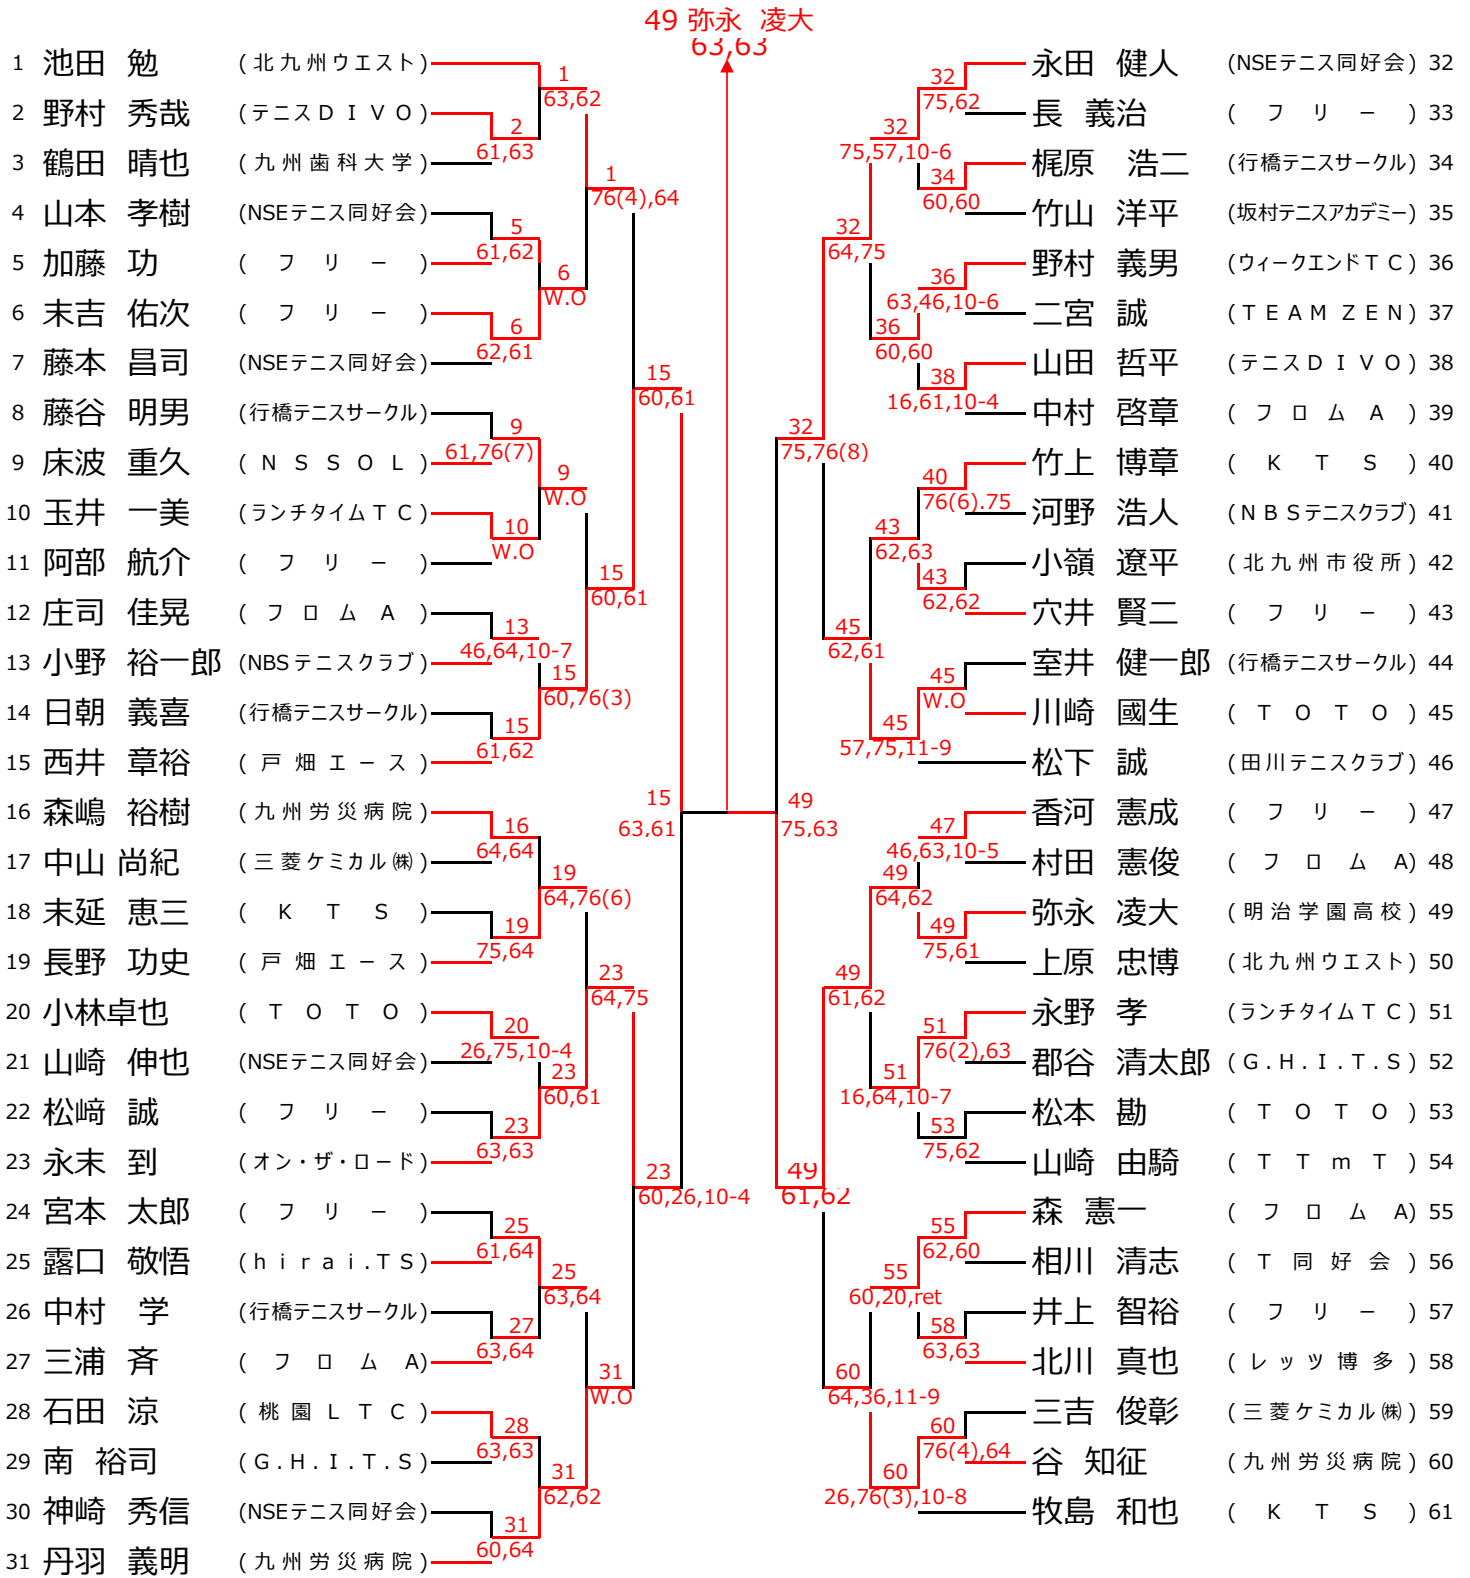 49 弥永 凌大
63,63
1 池田 勉 (北九州ウエスト)
2 野村 秀哉 (テニスＤＩＶＯ)
3 鶴田 晴也 (九州歯科大学)
4 山本 孝樹 (NSEテニス同好会)
5 加藤 功 (フリー)
6 末吉 佑次 (フリー)
7 藤本 昌司 (NSEテニス同好会)
8 藤谷 明男 (行橋テニスサークル)
9 床波 重久 (ＮＳＳＯＬ)
10 玉井 一美 (ランチタイムＴＣ)
11 阿部 航介 (フリー)
12 庄司 佳晃 (フロムＡ)
13 小野 裕一郎 (NBSテニスクラブ)
14 日朝 義喜 (行橋テニスサークル)
15 西井 章裕 (戸畑エース)
16 森嶋 裕樹 (九州労災病院)
17 中山 尚紀 (三菱ケミカル㈱)
18 末延 恵三 (ＫＴＳ)
19 長野 功史 (戸畑エース)
20 小林卓也 (ＴＯＴＯ)
21 山崎 伸也 (NSEテニス同好会)
22 松﨑 誠 (フリー)
23 永末 到 (オン・ザ・ロード)
24 宮本 太郎 (フリー)
25 露口 敬悟 (ｈｉｒａｉ.ＴＳ)
26 中村 学 (行橋テニスサークル)
27 三浦 斉 (フロムA)
28 石田 涼 (桃園ＬＴＣ)
29 南 裕司 (G.H.I.T.S)
30 神崎 秀信 (NSEテニス同好会)
31 丹羽 義明 (九州労災病院)
1
63,62
2
61,63
1
76(4),64
5
61,62
6
W.O
6
62,61
15
60,61
9
61,76(7)
9
W.O
10
W.O
15
60,61
13
46,64,10-7
15
60,76(3)
15
61,62
15
63,61
16
64,64
19
64,76(6)
19
75,64
23
64,75
20
26,75,10-4
23
60,61
23
63,63
23
60,26,10-4
25
61,64
25
63,64
27
63,64
31
W.O
28
63,63
31
62,62
31
60,64
永田 健人 (NSEテニス同好会) 32
長 義治 (フリー) 33
梶原 浩二 (行橋テニスサークル) 34
竹山 洋平 (坂村テニスアカデミー) 35
野村 義男 (ウィークエンドＴＣ) 36
二宮 誠 (ＴＥＡＭ ＺＥＮ) 37
山田 哲平 (テニスＤＩＶＯ) 38
中村 啓章 (フロムＡ) 39
竹上 博章 (ＫＴＳ) 40
河野 浩人 (ＮＢＳテニスクラブ) 41
小嶺 遼平 (北九州市役所) 42
穴井 賢二 (フリー) 43
室井 健一郎 (行橋テニスサークル) 44
川崎 國生 (ＴＯＴＯ) 45
松下 誠 (田川テニスクラブ) 46
香河 憲成 (フリー) 47
村田 憲俊 (フロムA) 48
弥永 凌大 (明治学園高校) 49
上原 忠博 (北九州ウエスト) 50
永野 孝 (ランチタイムＴＣ) 51
郡谷 清太郎 (G.H.I.T.S) 52
松本 勘 (ＴＯＴＯ) 53
山崎 由騎 (ＴＴｍＴ) 54
森 憲一 (フロムA) 55
相川 清志 (Ｔ同好会) 56
井上 智裕 (フリー) 57
北川 真也 (レッツ博多) 58
三吉 俊彰 (三菱ケミカル㈱) 59
谷 知征 (九州労災病院) 60
牧島 和也 (ＫＴＳ) 61
32
75,62
32
75,57,10-6
34
60,60
32
64,75
36
63,46,10-6
36
60,60
38
16,61,10-4
32
75,76(8)
40
76(6).75
43
62,63
43
62,62
45
62,61
45
W.O
45
57,75,11-9
49
75,63
47
46,63,10-5
49
64,62
49
75,61
49
61,62
51
76(2),63
51
16,64,10-7
53
75,62
49
61,62
55
62,60
55
60,20,ret
58
63,63
60
64,36,11-9
60
76(4),64
60
26,76(3),10-8